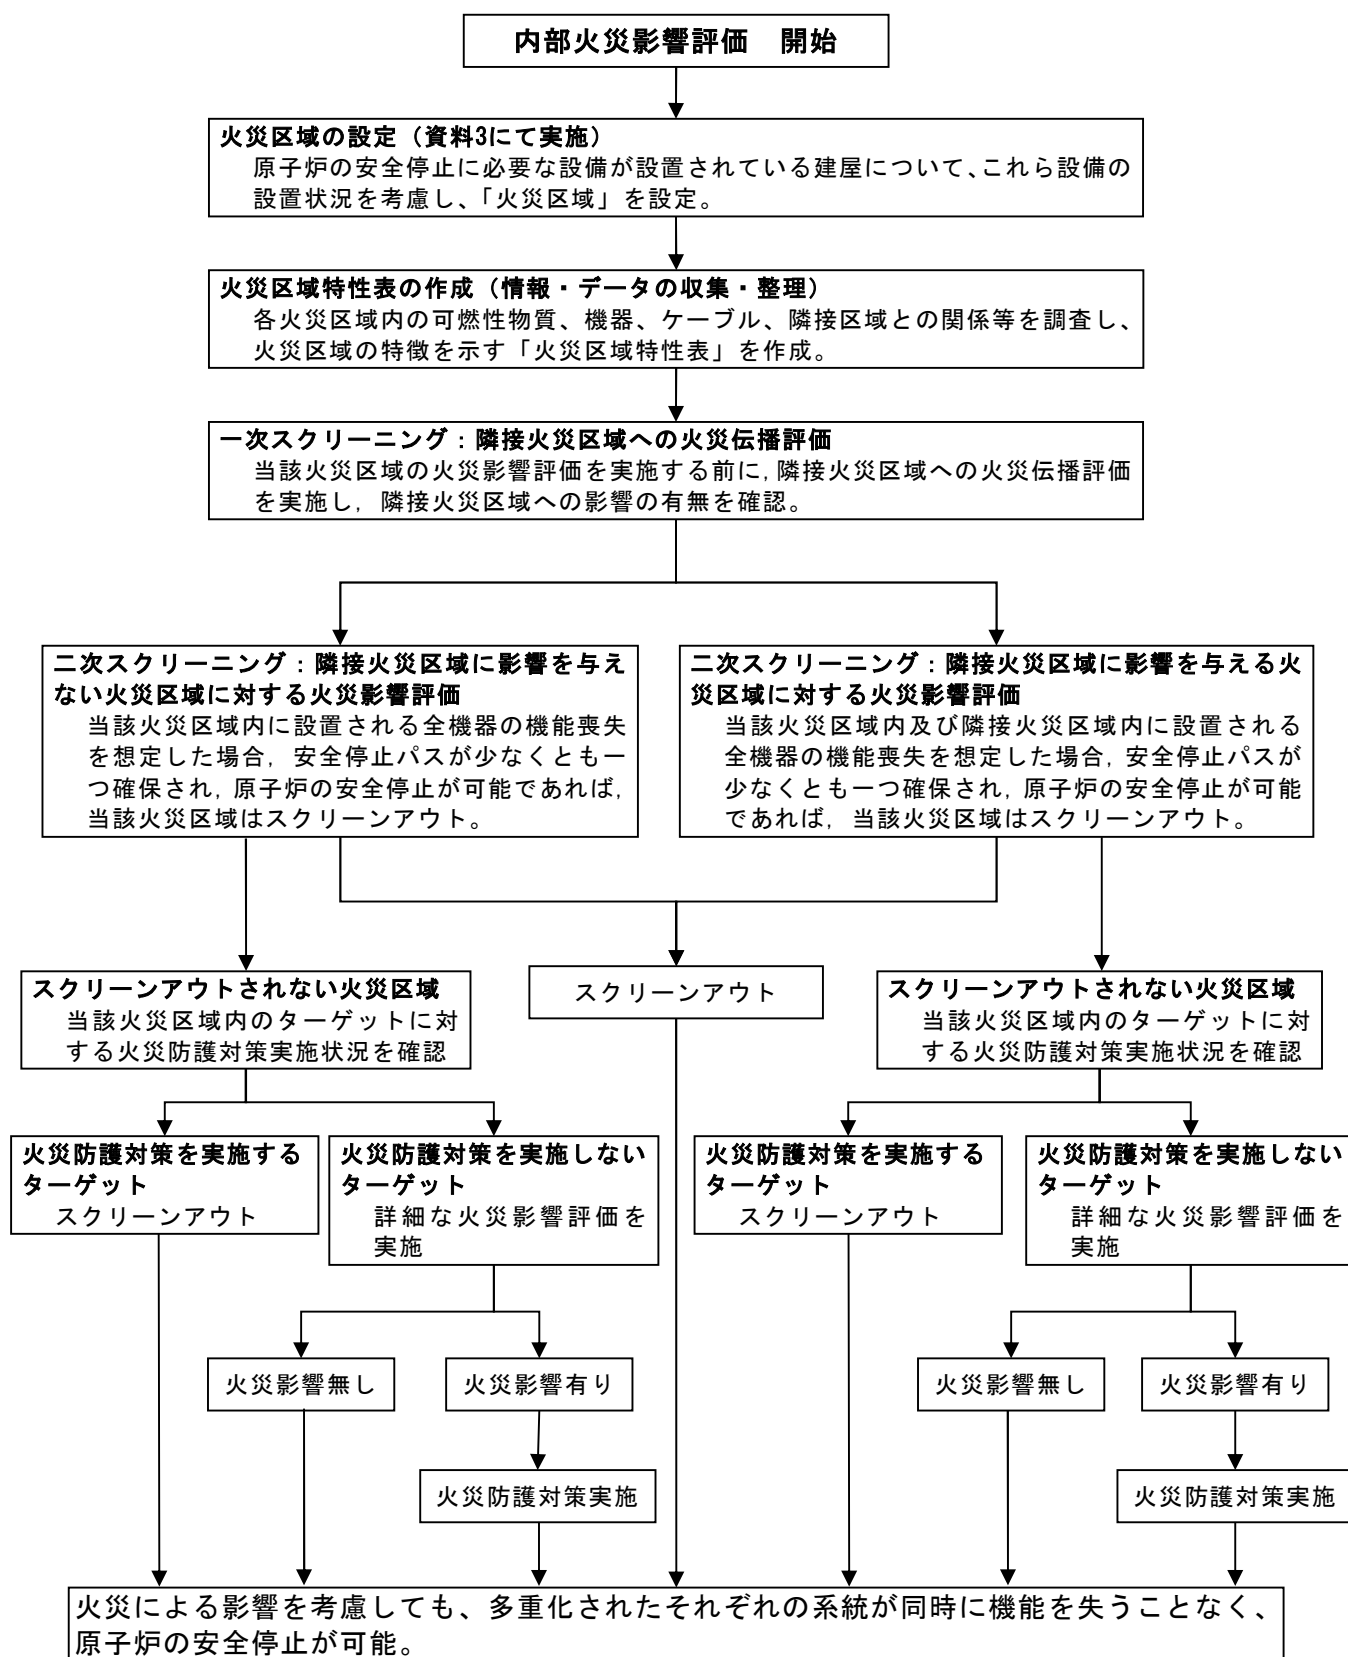 内部火災影響評価　開始
火災区域の設定（資料3にて実施）
原子炉の安全停止に必要な設備が設置されている建屋について、これら設備の
設置状況を考慮し、「火災区域」を設定。
火災区域特性表の作成（情報・データの収集・整理）
各火災区域内の可燃性物質、機器、ケーブル、隣接区域との関係等を調査し、
火災区域の特徴を示す「火災区域特性表」を作成。
一次スクリーニング：隣接火災区域への火災伝播評価
当該火災区域の火災影響評価を実施する前に，隣接火災区域への火災伝播評価
を実施し，隣接火災区域への影響の有無を確認。
二次スクリーニング：隣接火災区域に影響を与え
ない火災区域に対する火災影響評価
当該火災区域内に設置される全機器の機能喪失
を想定した場合，安全停止パスが少なくとも一
つ確保され，原子炉の安全停止が可能であれば，
当該火災区域はスクリーンアウト。
二次スクリーニング：隣接火災区域に影響を与える火
災区域に対する火災影響評価
当該火災区域内及び隣接火災区域内に設置される
全機器の機能喪失を想定した場合，安全停止パスが
少なくとも一つ確保され，原子炉の安全停止が可能
であれば，当該火災区域はスクリーンアウト。
スクリーンアウトされない火災区域
当該火災区域内のターゲットに対
する火災防護対策実施状況を確認
スクリーンアウト
スクリーンアウトされない火災区域
当該火災区域内のターゲットに対
する火災防護対策実施状況を確認
火災防護対策を実施する
ターゲット
スクリーンアウト
火災防護対策を実施しない
ターゲット
詳細な火災影響評価を
実施
火災防護対策を実施する
ターゲット
スクリーンアウト
火災防護対策を実施しない
ターゲット
詳細な火災影響評価を
実施
火災影響無し
火災影響有り
火災影響無し
火災影響有り
火災防護対策実施
火災防護対策実施
火災による影響を考慮しても、多重化されたそれぞれの系統が同時に機能を失うことなく、
原子炉の安全停止が可能。